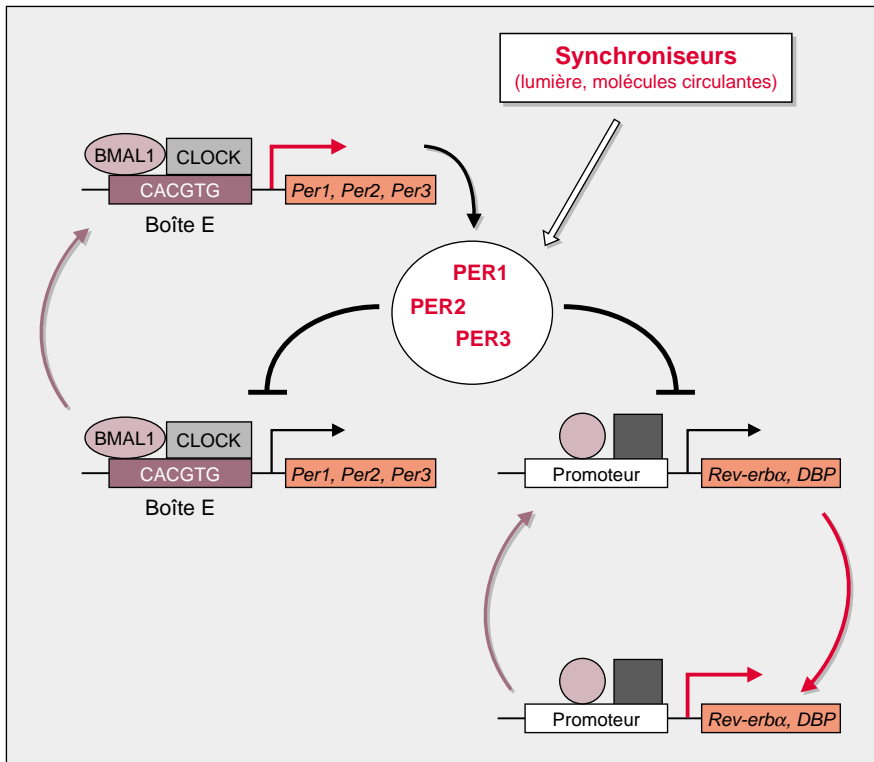 Synchroniseurs
(lumière, molécules circulantes)
BMAL1 CLOCK
CACGTG Per1, Per2, Per3
Boîte E
PER1
PER2
PER3
BMAL1 CLOCK
CACGTG Per1, Per2, Per3
Boîte E
Promoteur Rev-erbα, DBP
Promoteur Rev-erbα, DBP